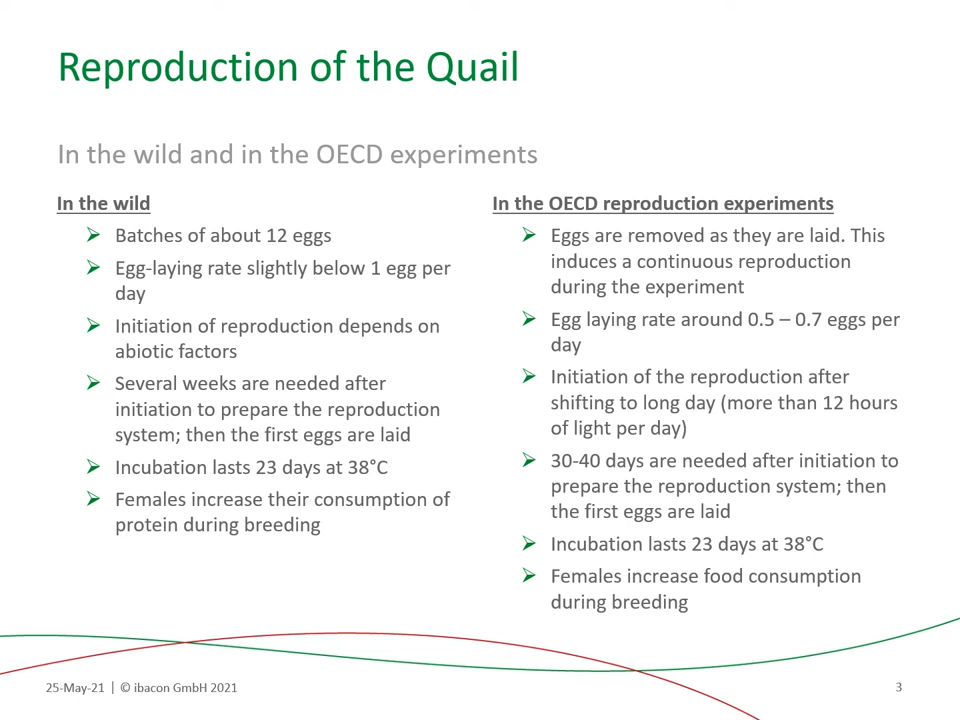 Reproduction of the Quail
In the wild and in the OECD experiments
In the wild
Batches of about 12 eggs
Egg-laying rate slightly below 1 egg per
day
Initiation of reproduction depends on
abiotic factors
Several weeks are needed after
initiation to prepare the reproduction
system; then the first eggs are laid
Incubation lasts 23 days at 38°C
Females increase their consumption of
protein during breeding
In the OECD reproduction experiments
Eggs are removed as they are laid. This
induces a continuous reproduction
during the experiment
Egg laying rate around 0.5 – 0.7 eggs per
day
Initiation of the reproduction after
shifting to long day (more than 12 hours
of light per day)
30-40 days are needed after initiation to
prepare the reproduction system; then
the first eggs are laid
Incubation lasts 23 days at 38°C
Females increase food consumption
during breeding
25-May-21 | © ibacon GmbH 2021
3